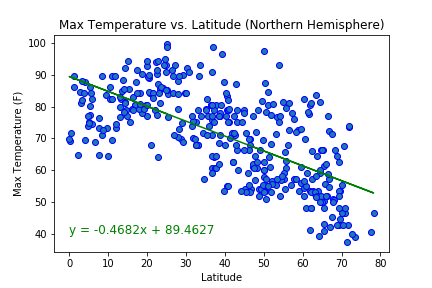 Max Temperature vs. Latitude (Northern Hemisphere)
100
90
80
70
60
50
40
Max Temperature (F)
y = -0.4682x + 89.4627
0 10 20 30 40 50 60 70 80
Latitude